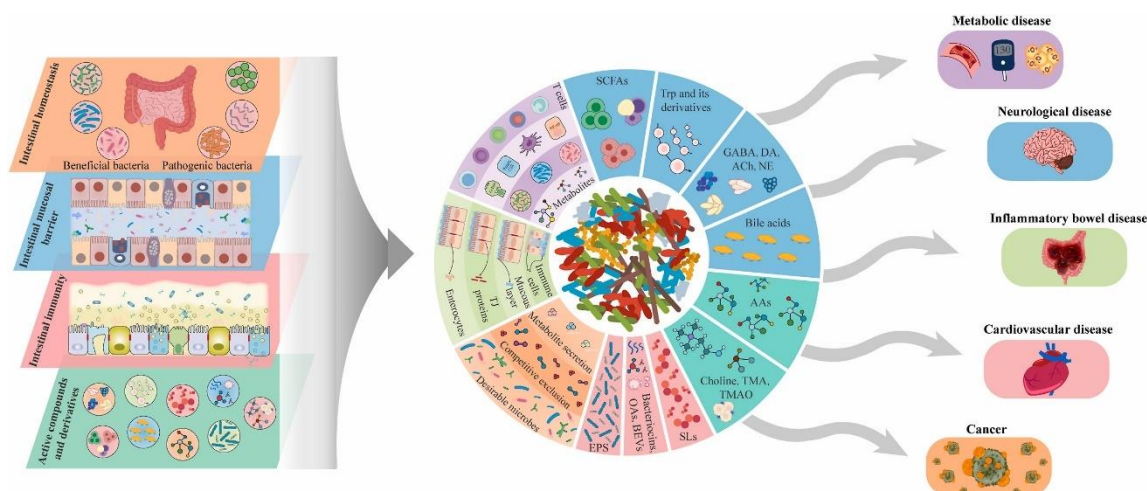 Intestinal homeostasis
Beneficial bacteria
Pathogenic bacteria
Intestinal mucosal
barrier
Intestinal immunity
Active compounds
and derivatives
T cells
Metabolites
SCFAs
Trp and its
derivatives
GABA, DA,
ACh, NE
Bile acids
AAs
Choline, TMA,
TMAO
SLs
Bacteriocins,
OAs, BEVs
EPS
Metabolite secretion
Competitive exclusion
Desirable microbes
Enterocytes
TJ
proteins
Mucous
layer
Immune
cells
Metabolic disease
130
Neurological disease
Inflammatory bowel disease
Cardiovascular disease
Cancer